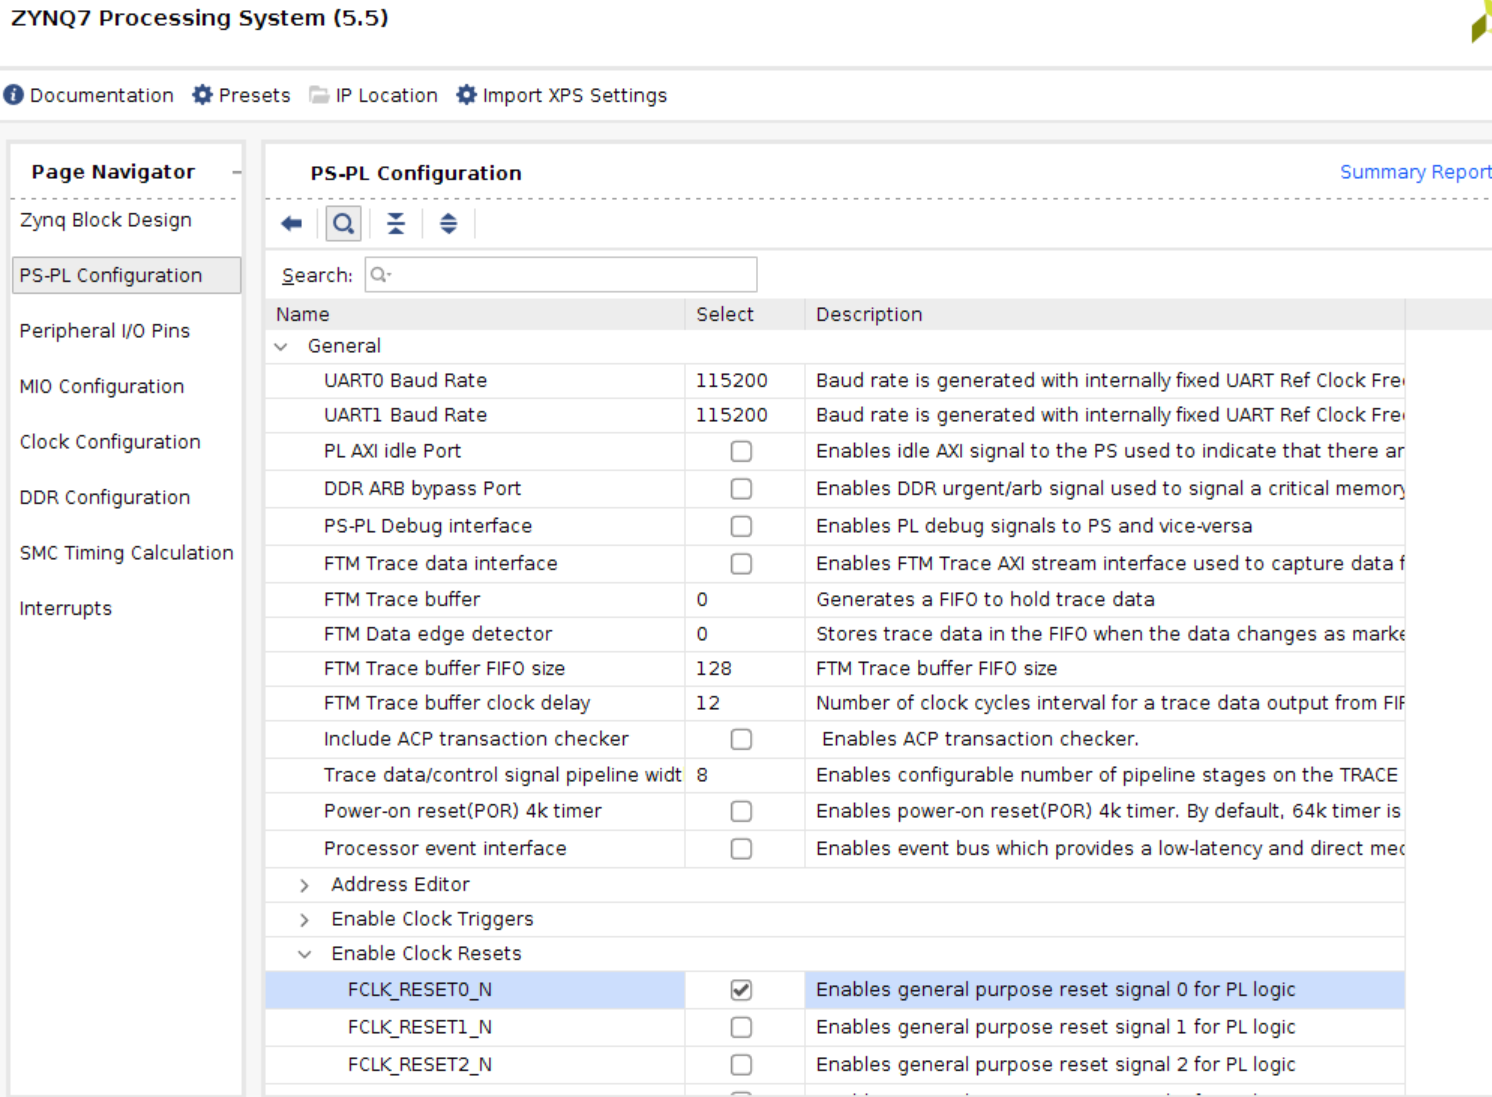 ZYNQ7 Processing System (5.5)
Documentation Presets IP Location Import XPS Settings
Page Navigator
Zynq Block Design
PS-PL Configuration
Peripheral I/O Pins
MIO Configuration
Clock Configuration
DDR Configuration
SMC Timing Calculation
Interrupts
PS-PL Configuration Summary Report
Search:
Name Select Description
General
UART0 Baud Rate 115200 Baud rate is generated with internally fixed UART Ref Clock Fre
UART1 Baud Rate 115200 Baud rate is generated with internally fixed UART Ref Clock Fre
PL AXI idle Port Enables idle AXI signal to the PS used to indicate that there ar
DDR ARB bypass Port Enables DDR urgent/arb signal used to signal a critical memory
PS-PL Debug interface Enables PL debug signals to PS and vice-versa
FTM Trace data interface Enables FTM Trace AXI stream interface used to capture data f
FTM Trace buffer 0 Generates a FIFO to hold trace data
FTM Data edge detector 0 Stores trace data in the FIFO when the data changes as marke
FTM Trace buffer FIFO size 128 FTM Trace buffer FIFO size
FTM Trace buffer clock delay 12 Number of clock cycles interval for a trace data output from FIF
Include ACP transaction checker Enables ACP transaction checker.
Trace data/control signal pipeline widt 8 Enables configurable number of pipeline stages on the TRACE
Power-on reset(POR) 4k timer Enables power-on reset(POR) 4k timer. By default, 64k timer is
Processor event interface Enables event bus which provides a low-latency and direct mec
Address Editor
Enable Clock Triggers
Enable Clock Resets
FCLK_RESET0_N Enables general purpose reset signal 0 for PL logic
FCLK_RESET1_N Enables general purpose reset signal 1 for PL logic
FCLK_RESET2_N Enables general purpose reset signal 2 for PL logic